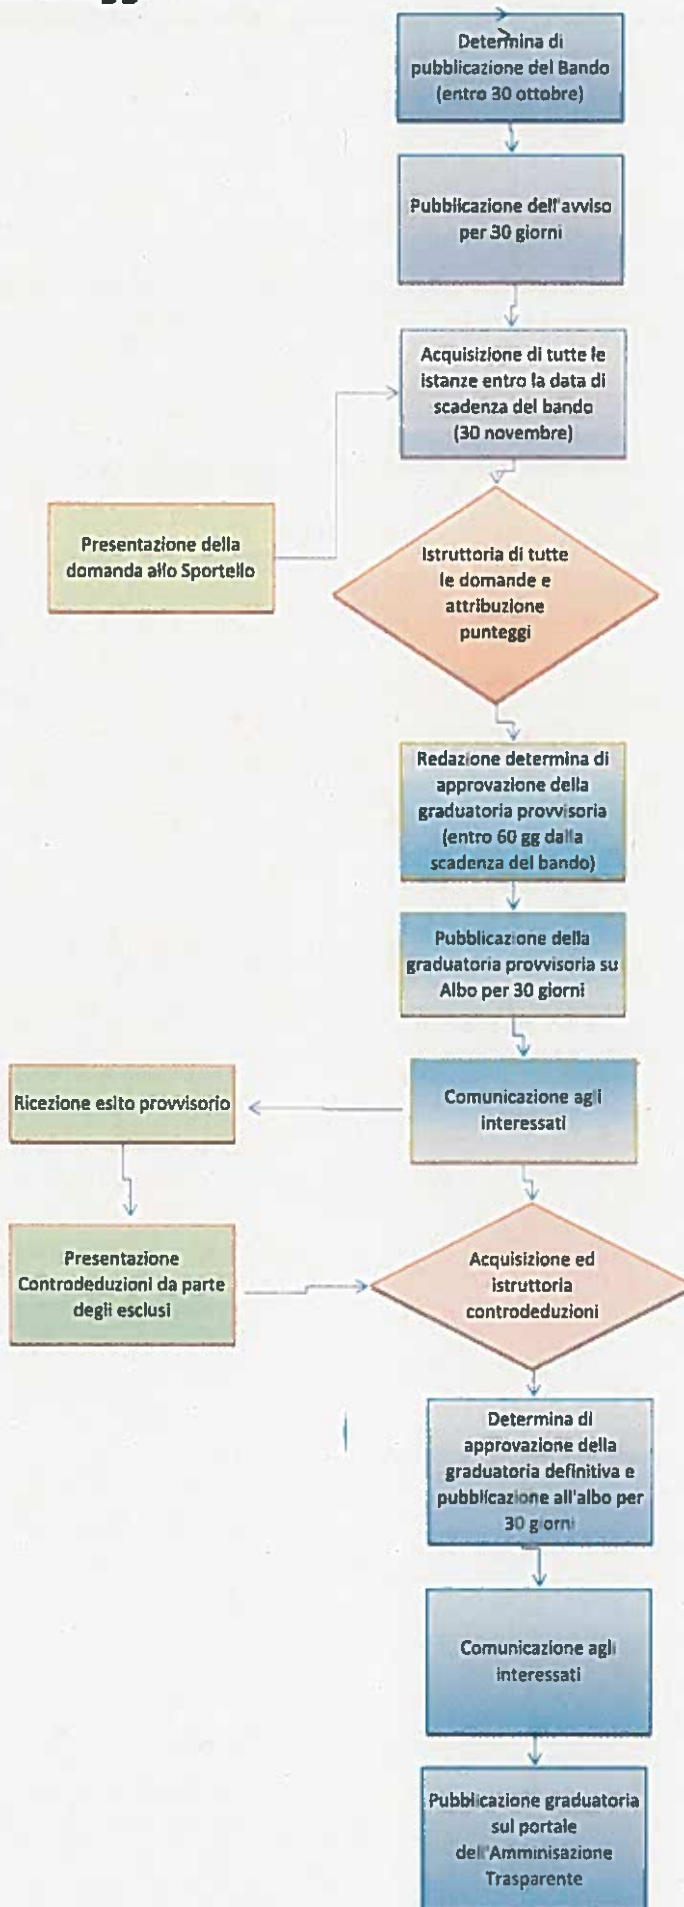 Determina di
pubblicazione del Bando
(entro 30 ottobre)
Pubblicazione dell'avviso
per 30 giorni
Acquisizione di tutte le
istanze entro la data di
scadenza del bando
(30 novembre)
Presentazione della
domanda allo Sportello
Istruttoria di tutte
le domande e
attribuzione
punteggi
Redazione determina di
approvazione della
graduatoria provvisoria
(entro 60 gg dalla
scadenza del bando)
Pubblicazione della
graduatoria provvisoria su
Albo per 30 giorni
Comunicazione agli
interessati
Ricezione esito provvisorio
Presentazione
Controdeduzioni da parte
degli esclusi
Acquisizione ed
istruttoria
controdeduzioni
Determina di
approvazione della
graduatoria definitiva e
pubblicazione all'albo per
30 giorni
Comunicazione agli
interessati
Pubblicazione graduatoria
sul portale
dell'Amminisazione
Trasparente